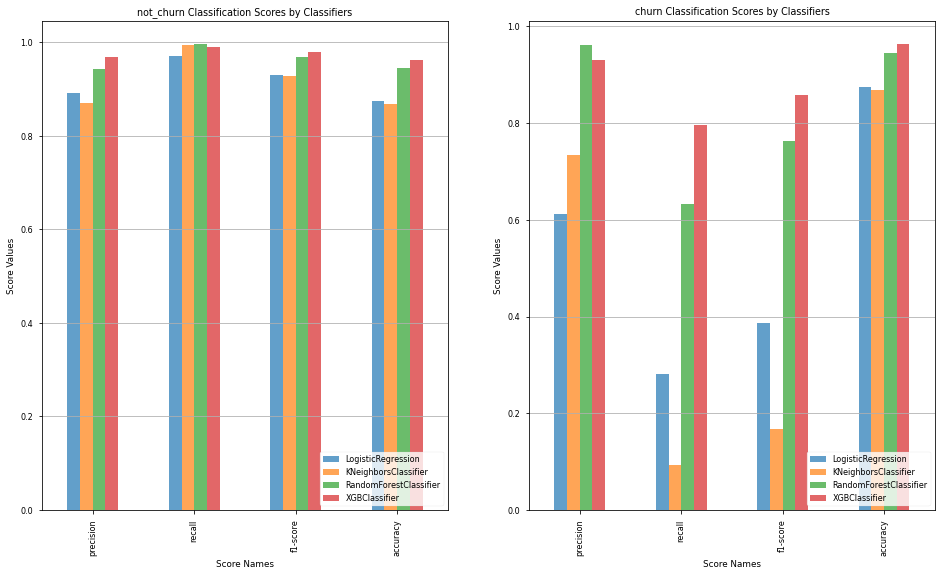 not_churn Classification Scores by Classifiers
1.0
0.8
0.6
0.4
0.2
0.0
Score Values
precision
recall
f1-score
accuracy
Score Names
LogisticRegression
KNeighborsClassifier
RandomForestClassifier
XGBClassifier
churn Classification Scores by Classifiers
1.0
0.8
0.6
0.4
0.2
0.0
Score Values
precision
recall
f1-score
accuracy
Score Names
LogisticRegression
KNeighborsClassifier
RandomForestClassifier
XGBClassifier